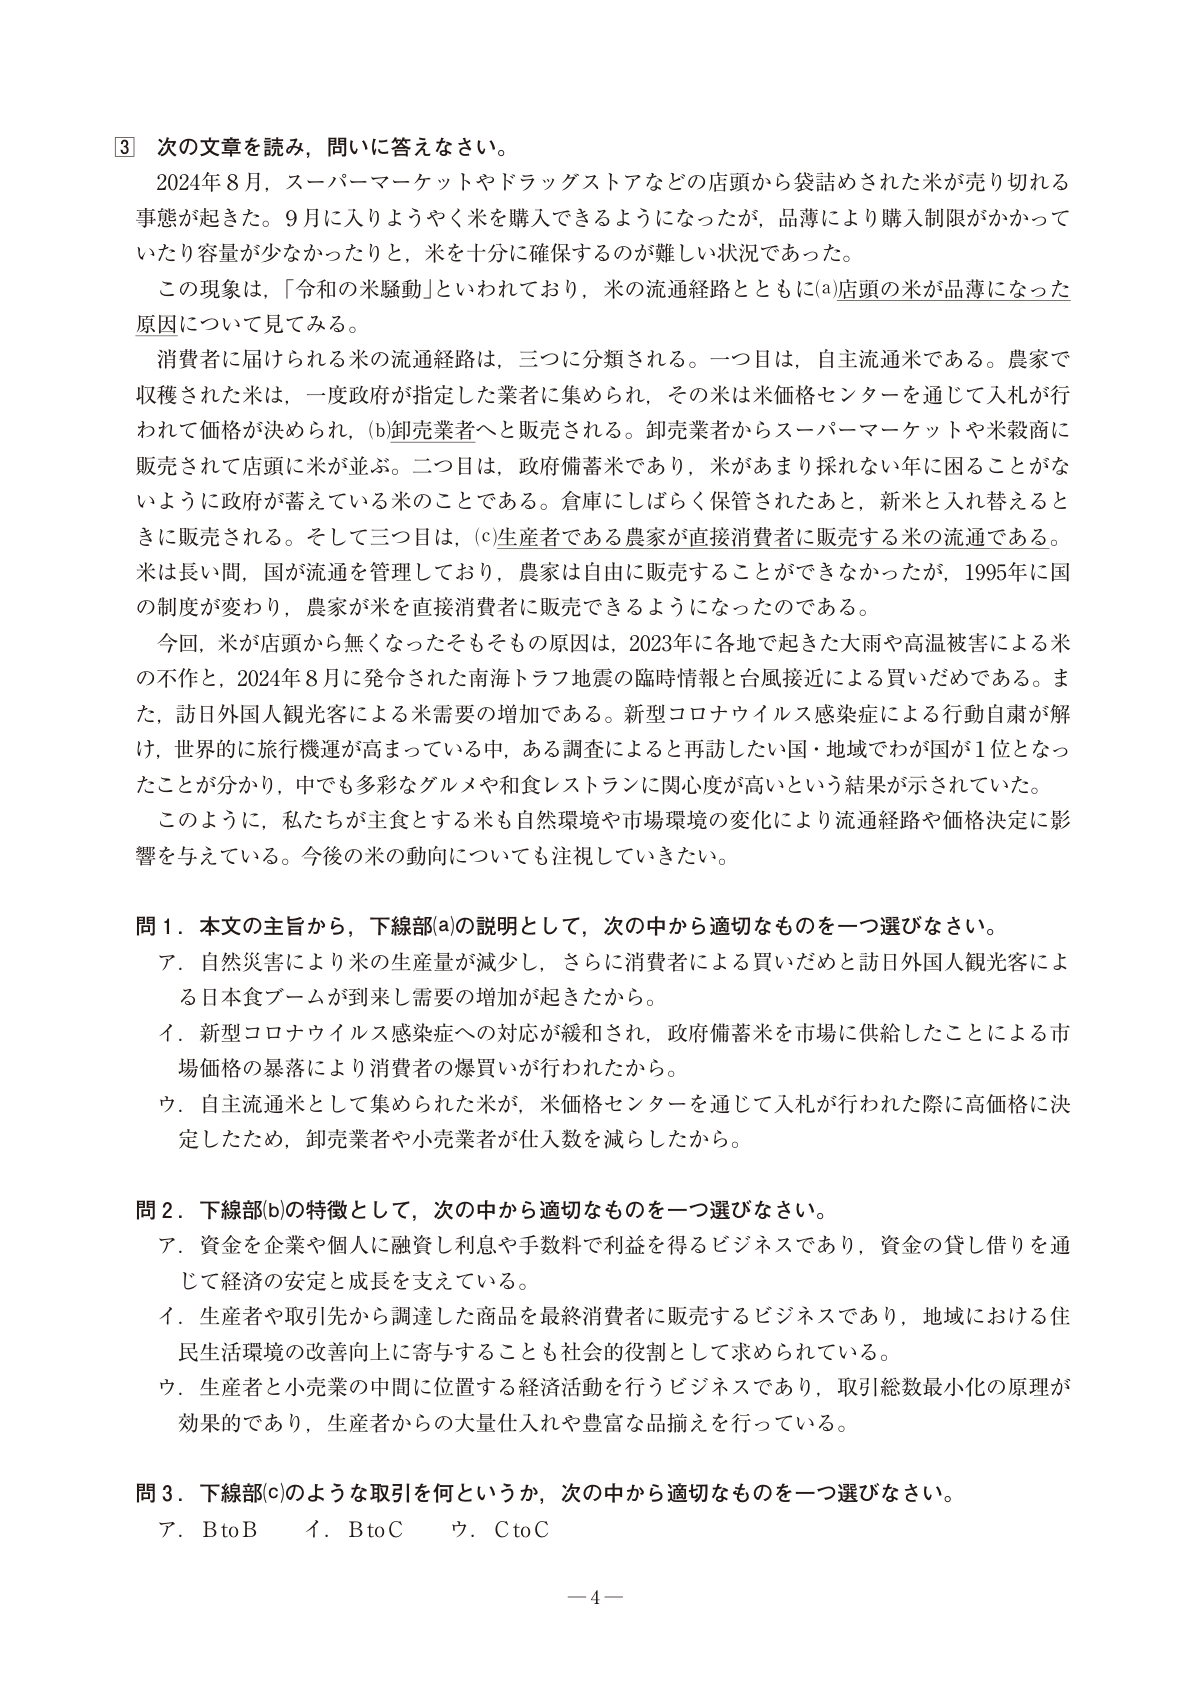 3 次の文章を読み，問いに答えなさい。
2024年８月，スーパーマーケットやドラッグストアなどの店頭から袋詰めされた米が売り切れる
事態が起きた。９月に入りようやく米を購入できるようになったが，品薄により購入制限がかかって
いたり容量が少なかったりと，米を十分に確保するのが難しい状況であった。
この現象は，「令和の米騒動」といわれており，米の流通経路とともに(a)店頭の米が品薄になった
原因について見てみる。
消費者に届けられる米の流通経路は，三つに分類される。一つ目は，自主流通米である。農家で
収穫された米は，一度政府が指定した業者に集められ，その米は米価格センターを通じて入札が行
われて価格が決められ，(b)卸売業者へと販売される。卸売業者からスーパーマーケットや米穀商に
販売されて店頭に米が並ぶ。二つ目は，政府備蓄米であり，米があまり採れない年に困ることがな
いように政府が蓄えている米のことである。倉庫にしばらく保管されたあと，新米と入れ替えると
きに販売される。そして三つ目は，(c)生産者である農家が直接消費者に販売する米の流通である。
米は長い間，国が流通を管理しており，農家は自由に販売することができなかったが，1995年に国
の制度が変わり，農家が米を直接消費者に販売できるようになったのである。
今回，米が店頭から無くなったそもそもの原因は，2023年に各地で起きた大雨や高温被害による米
の不作と，2024年８月に発令された南海トラフ地震の臨時情報と台風接近による買いだめである。ま
た，訪日外国人観光客による米需要の増加である。新型コロナウイルス感染症による行動自粛が解
け，世界的に旅行機運が高まっている中，ある調査によると再訪したい国・地域でわが国が１位となっ
たことが分かり，中でも多彩なグルメや和食レストランに関心度が高いという結果が示されていた。
このように，私たちが主食とする米も自然環境や市場環境の変化により流通経路や価格決定に影
響を与えている。今後の米の動向についても注視していきたい。
問１．本文の主旨から，下線部(a)の説明として，次の中から適切なものを一つ選びなさい。
ア．自然災害により米の生産量が減少し，さらに消費者による買いだめと訪日外国人観光客によ
る日本食ブームが到来し需要の増加が起きたから。
イ．新型コロナウイルス感染症への対応が緩和され，政府備蓄米を市場に供給したことによる市
場価格の暴落により消費者の爆買いが行われたから。
ウ．自主流通米として集められた米が，米価格センターを通じて入札が行われた際に高価格に決
定したため，卸売業者や小売業者が仕入数を減らしたから。
問２．下線部(b)の特徴として，次の中から適切なものを一つ選びなさい。
ア．資金を企業や個人に融資し利息や手数料で利益を得るビジネスであり，資金の貸し借りを通
じて経済の安定と成長を支えている。
イ．生産者や取引先から調達した商品を最終消費者に販売するビジネスであり，地域における住
民生活環境の改善向上に寄与することも社会的役割として求められている。
ウ．生産者と小売業の中間に位置する経済活動を行うビジネスであり，取引総数最小化の原理が
効果的であり，生産者からの大量仕入れや豊富な品揃えを行っている。
問３．下線部(c)のような取引を何というか，次の中から適切なものを一つ選びなさい。
ア．BtoB　イ．BtoC　ウ．CtoC
― 4 ―